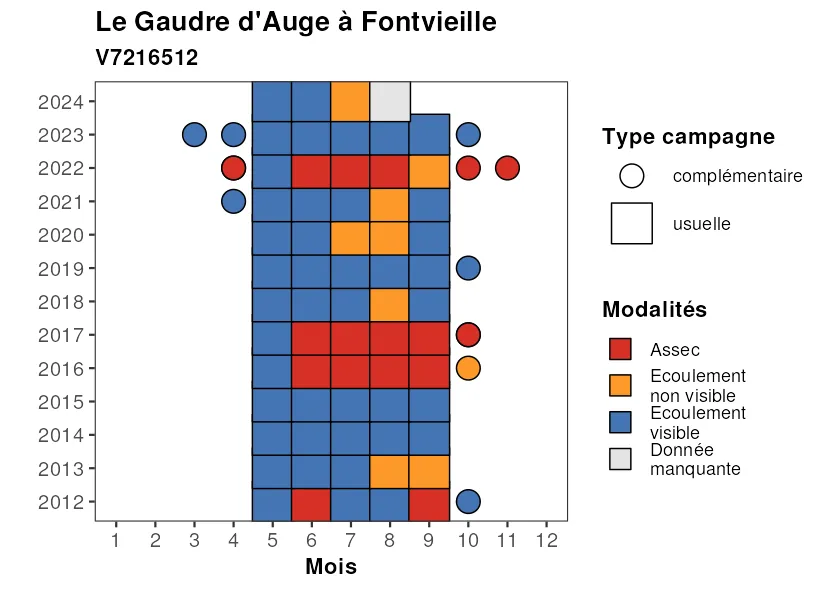 Le Gaudre d'Auge à Fontvieille
V7216512
2024
2023
2022
2021
2020
2019
2018
2017
2016
2015
2014
2013
2012
1 2 3 4 5 6 7 8 9 10 11 12
Mois
Type campagne
complémentaire
usuelle
Modalités
Assec
Ecoulement
non visible
Ecoulement
visible
Donnée
manquante